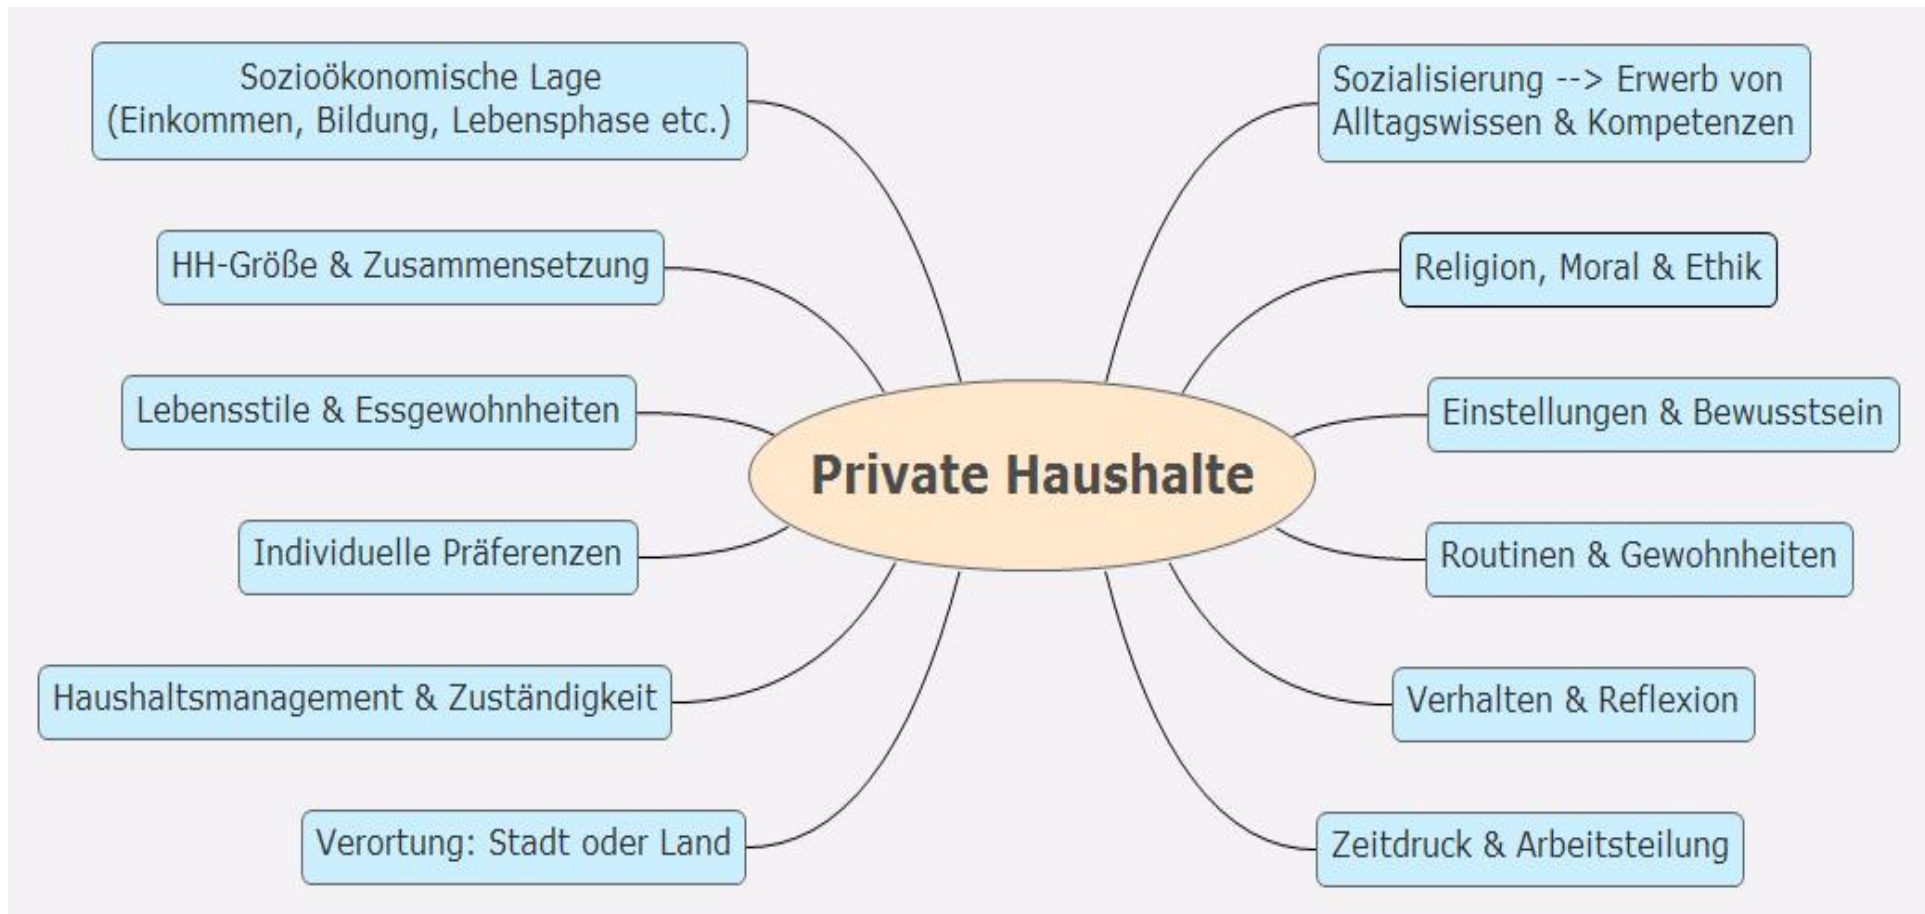 Sozioökonomische Lage
(Einkommen, Bildung, Lebensphase etc.)
HH-Größe & Zusammensetzung
Lebensstile & Essgewohnheiten
Individuelle Präferenzen
Haushaltsmanagement & Zuständigkeit
Verortung: Stadt oder Land
Private Haushalte
Sozialisierung --> Erwerb von
Alltagswissen & Kompetenzen
Religion, Moral & Ethik
Einstellungen & Bewusstsein
Routinen & Gewohnheiten
Verhalten & Reflexion
Zeitdruck & Arbeitsteilung